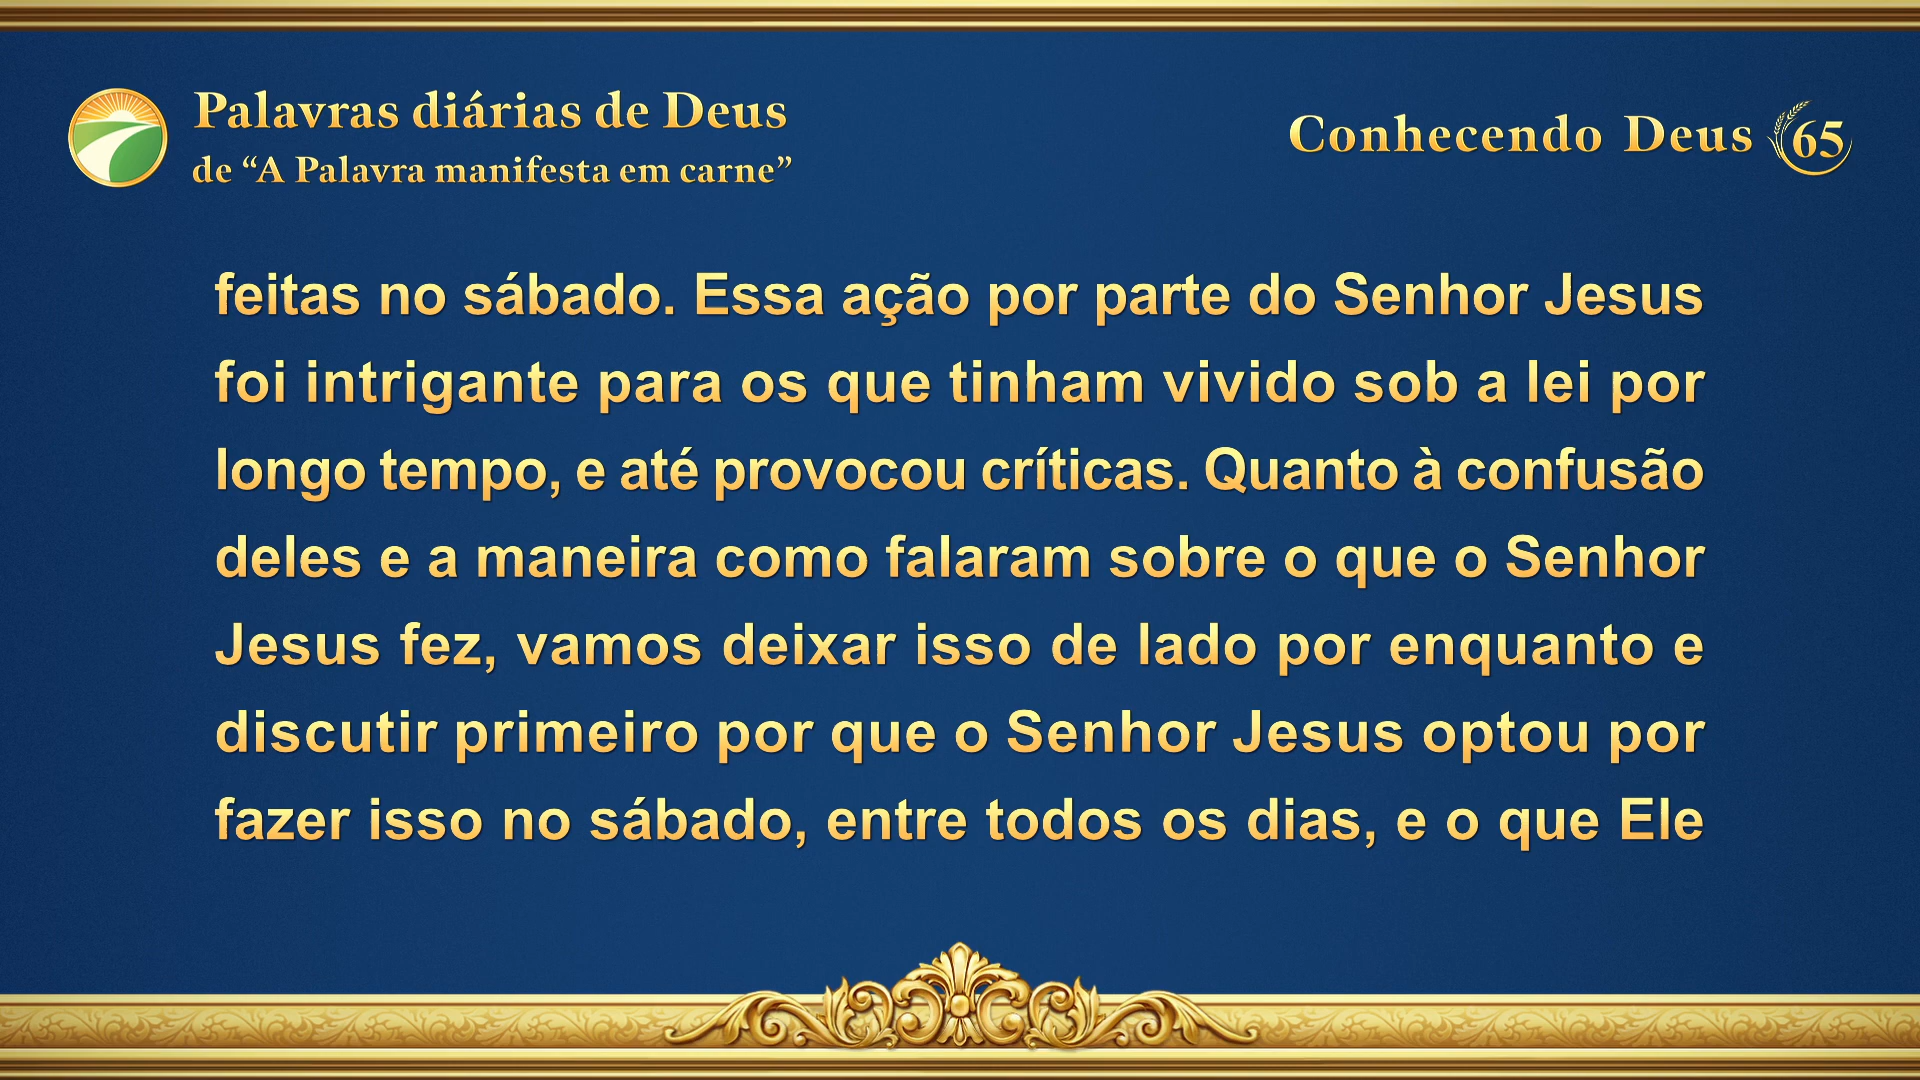 Palavras diárias de Deus
de “A Palavra manifesta em carne”
Conhecendo Deus 65
feitas no sábado. Essa ação por parte do Senhor Jesus
foi intrigante para os que tinham vivido sob a lei por
longo tempo, e até provocou críticas. Quanto à confusão
deles e a maneira como falaram sobre o que o Senhor
Jesus fez, vamos deixar isso de lado por enquanto e
discutir primeiro por que o Senhor Jesus optou por
fazer isso no sábado, entre todos os dias, e o que Ele